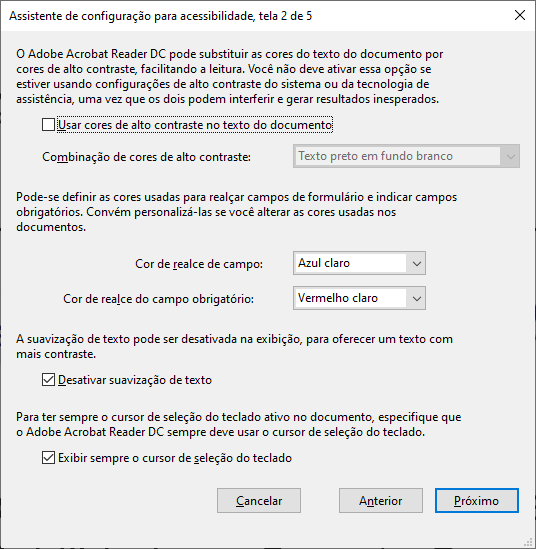 Assistente de configuração para acessibilidade, tela 2 de 5
O Adobe Acrobat Reader DC pode substituir as cores do texto do documento por
cores de alto contraste, facilitando a leitura. Você não deve ativar essa opção se
estiver usando configurações de alto contraste do sistema ou da tecnologia de
assistência, uma vez que os dois podem interferir e gerar resultados inesperados.
Usar cores de alto contraste no texto do documento
Combinação de cores de alto contraste: Texto preto em fundo branco
Pode-se definir as cores usadas para realçar campos de formulário e indicar campos
obrigatórios. Convém personalizá-las se você alterar as cores usadas nos
documentos.
Cor de realce de campo: Azul claro
Cor de realce do campo obrigatório: Vermelho claro
A suavização de texto pode ser desativada na exibição, para oferecer um texto com
mais contraste.
Desativar suavização de texto
Para ter sempre o cursor de seleção do teclado ativo no documento, especifique que
o Adobe Acrobat Reader DC sempre deve usar o cursor de seleção do teclado.
Exibir sempre o cursor de seleção do teclado
Cancelar Anterior Próximo